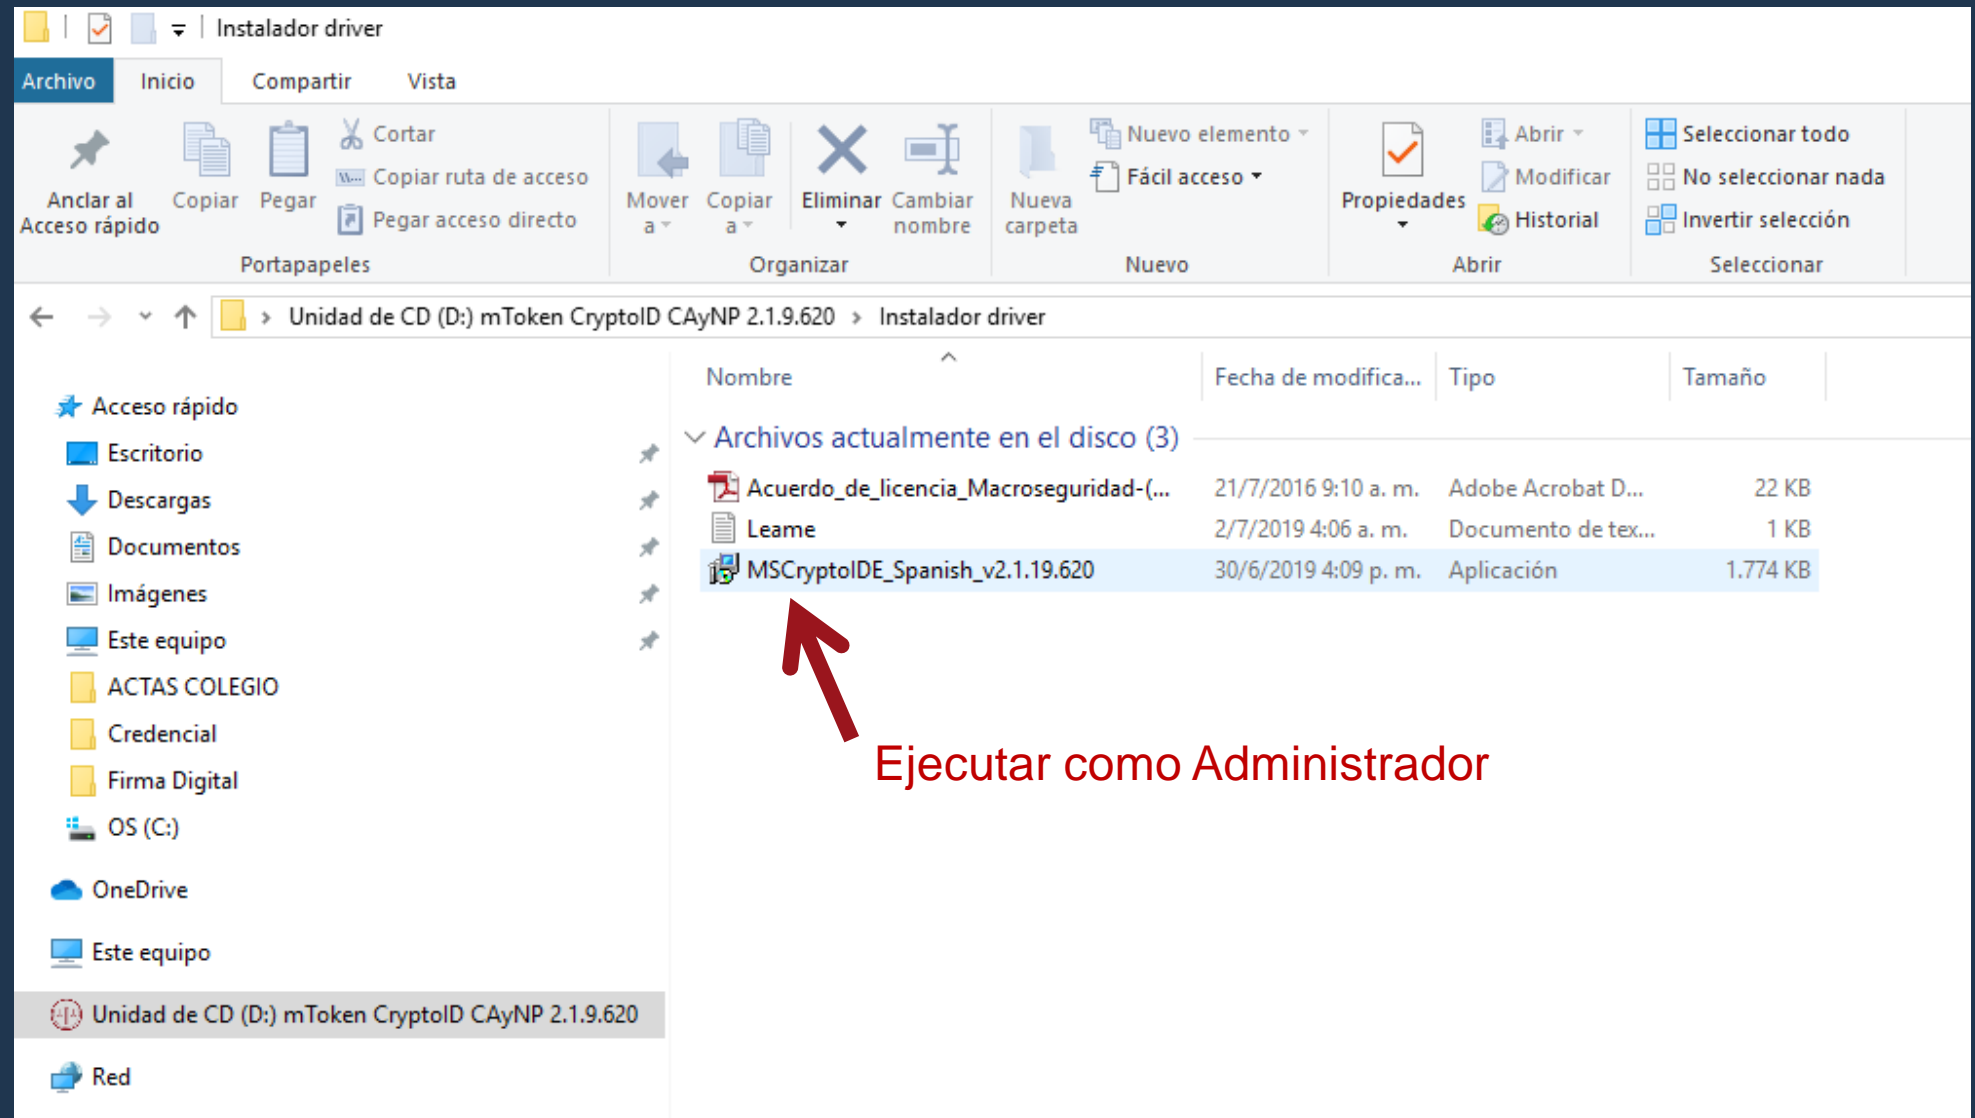 Instalador driver
Archivo Inicio Compartir Vista
Anclar al Acceso rápido
Copiar
Pegar
Cortar
Copiar ruta de acceso
Pegar acceso directo
Portapapeles
Mover a
Copiar a
Eliminar
Cambiar nombre
Organizar
Nueva carpeta
Nuevo elemento
Fácil acceso
Nuevo
Propiedades
Abrir
Modificar
Historial
Abrir
Seleccionar todo
No seleccionar nada
Invertir selección
Seleccionar
Unidad de CD (D:) mToken CryptoID CAyNP 2.1.9.620 > Instalador driver
Acceso rápido
Escritorio
Descargas
Documentos
Imágenes
Este equipo
ACTAS COLEGIO
Credencial
Firma Digital
OS (C:)
OneDrive
Este equipo
Unidad de CD (D:) mToken CryptoID CAyNP 2.1.9.620
Red
Nombre Fecha de modifica... Tipo Tamaño
Archivos actualmente en el disco (3)
Acuerdo_de_licencia_Macroseguridad-(... 21/7/2016 9:10 a. m. Adobe Acrobat D... 22 KB
Leame 2/7/2019 4:06 a. m. Documento de tex... 1 KB
MSCryptoIDE_Spanish_v2.1.19.620 30/6/2019 4:09 p. m. Aplicación 1.774 KB
Ejecutar como Administrador